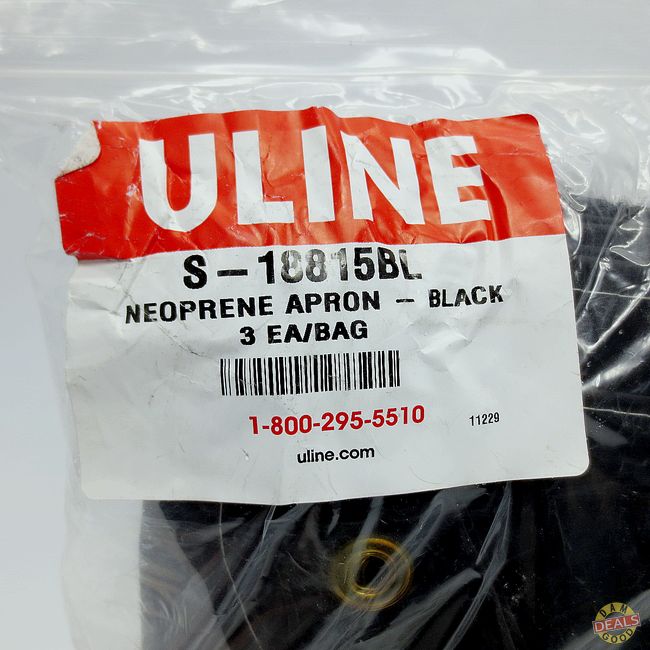 ULINE
S-18815BL
NEOPRENE APRON - BLACK
3 EA/BAG
1-800-295-5510
11229
uline.com
DAM
DEALS
GOOD